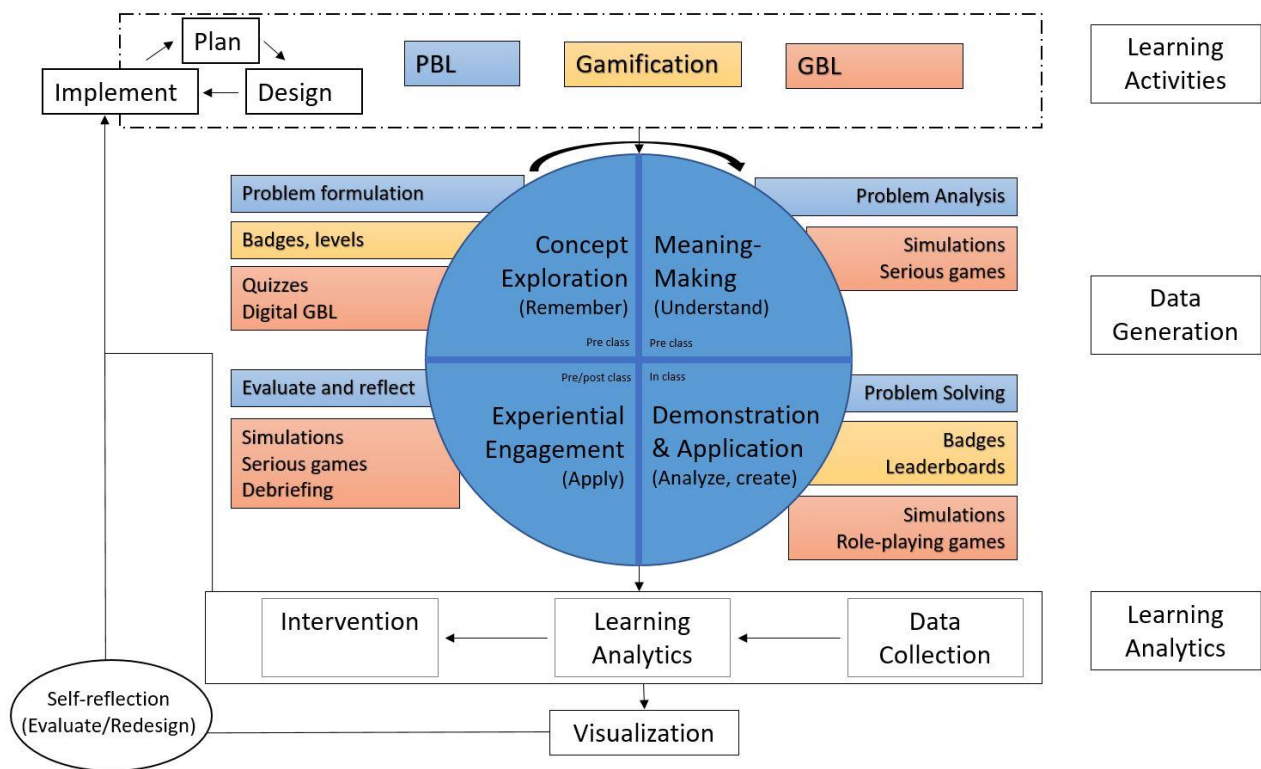 Plan
Implement
Design
PBL
Gamification
GBL
Learning
Activities
Problem formulation
Badges, levels
Quizzes
Digital GBL
Concept
Exploration
(Remember)
Pre class
Meaning-
Making
(Understand)
Pre class
Problem Analysis
Simulations
Serious games
Data
Generation
Evaluate and reflect
Simulations
Serious games
Debriefing
Pre/post class
Experiential
Engagement
(Apply)
In class
Demonstration
& Application
(Analyze, create)
Problem Solving
Badges
Leaderboards
Simulations
Role-playing games
Intervention
Learning
Analytics
Data
Collection
Learning
Analytics
Self-reflection
(Evaluate/Redesign)
Visualization